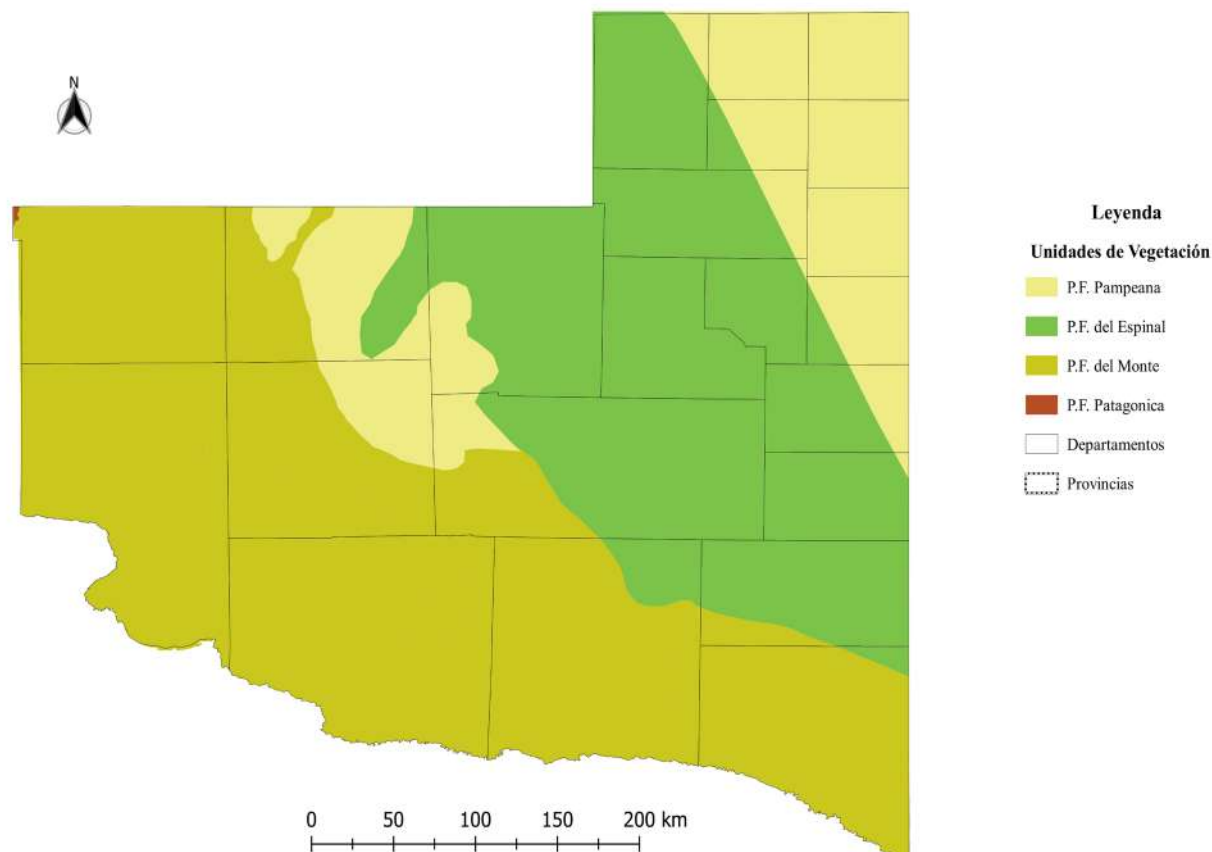 N
Leyenda
Unidades de Vegetación
P.F. Pampeana
P.F. del Espinal
P.F. del Monte
P.F. Patagonica
Departamentos
Provincias
0 50 100 150 200 km